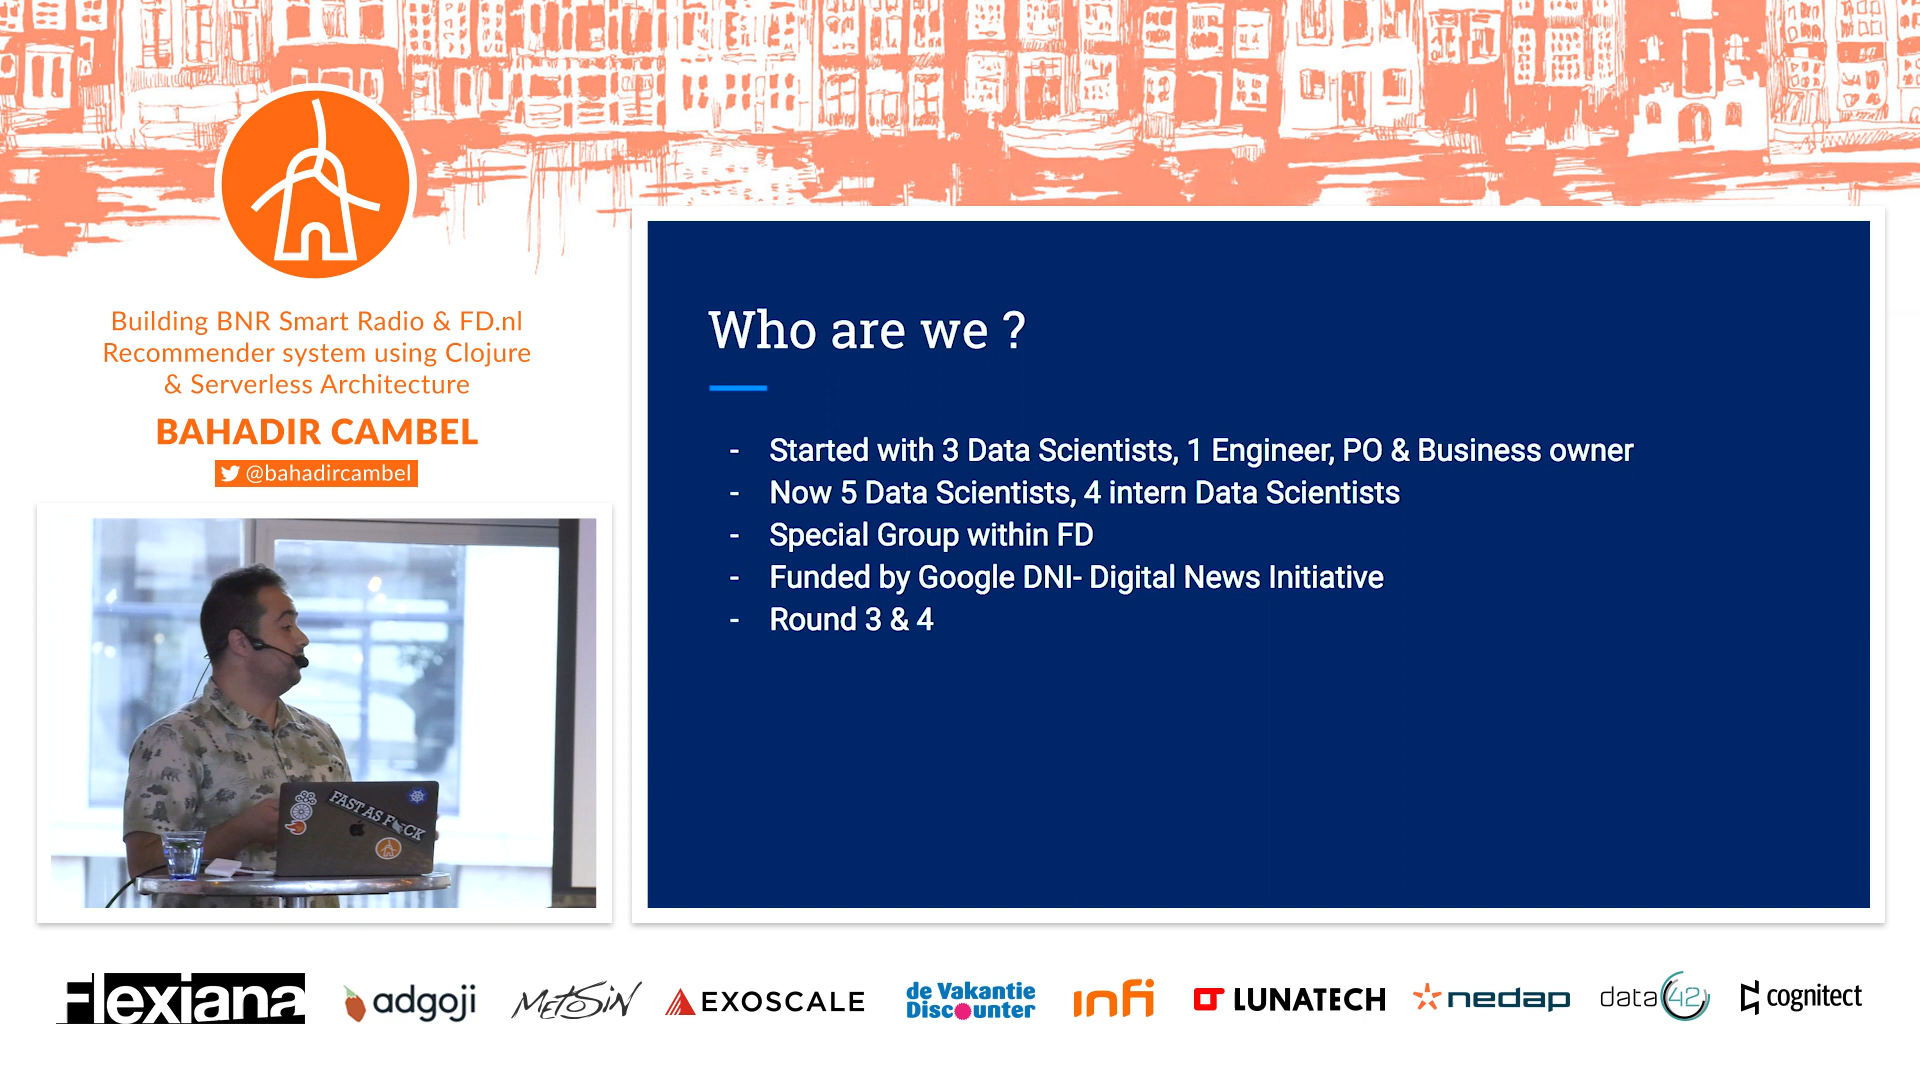 Building BNR Smart Radio & FD.nl
Recommender system using Clojure
& Serverless Architecture
BAHADIR CAMBEL
@bahadircambel
FAST AS F CK
Who are we ?
- Started with 3 Data Scientists, 1 Engineer, PO & Business owner
- Now 5 Data Scientists, 4 intern Data Scientists
- Special Group within FD
- Funded by Google DNI- Digital News Initiative
- Round 3 & 4
Flexiana
adgoji
METOSIN
EXOSCALE
de Vakantie
Discounter
infi
LUNATECH
nedap
data 42
cognitect